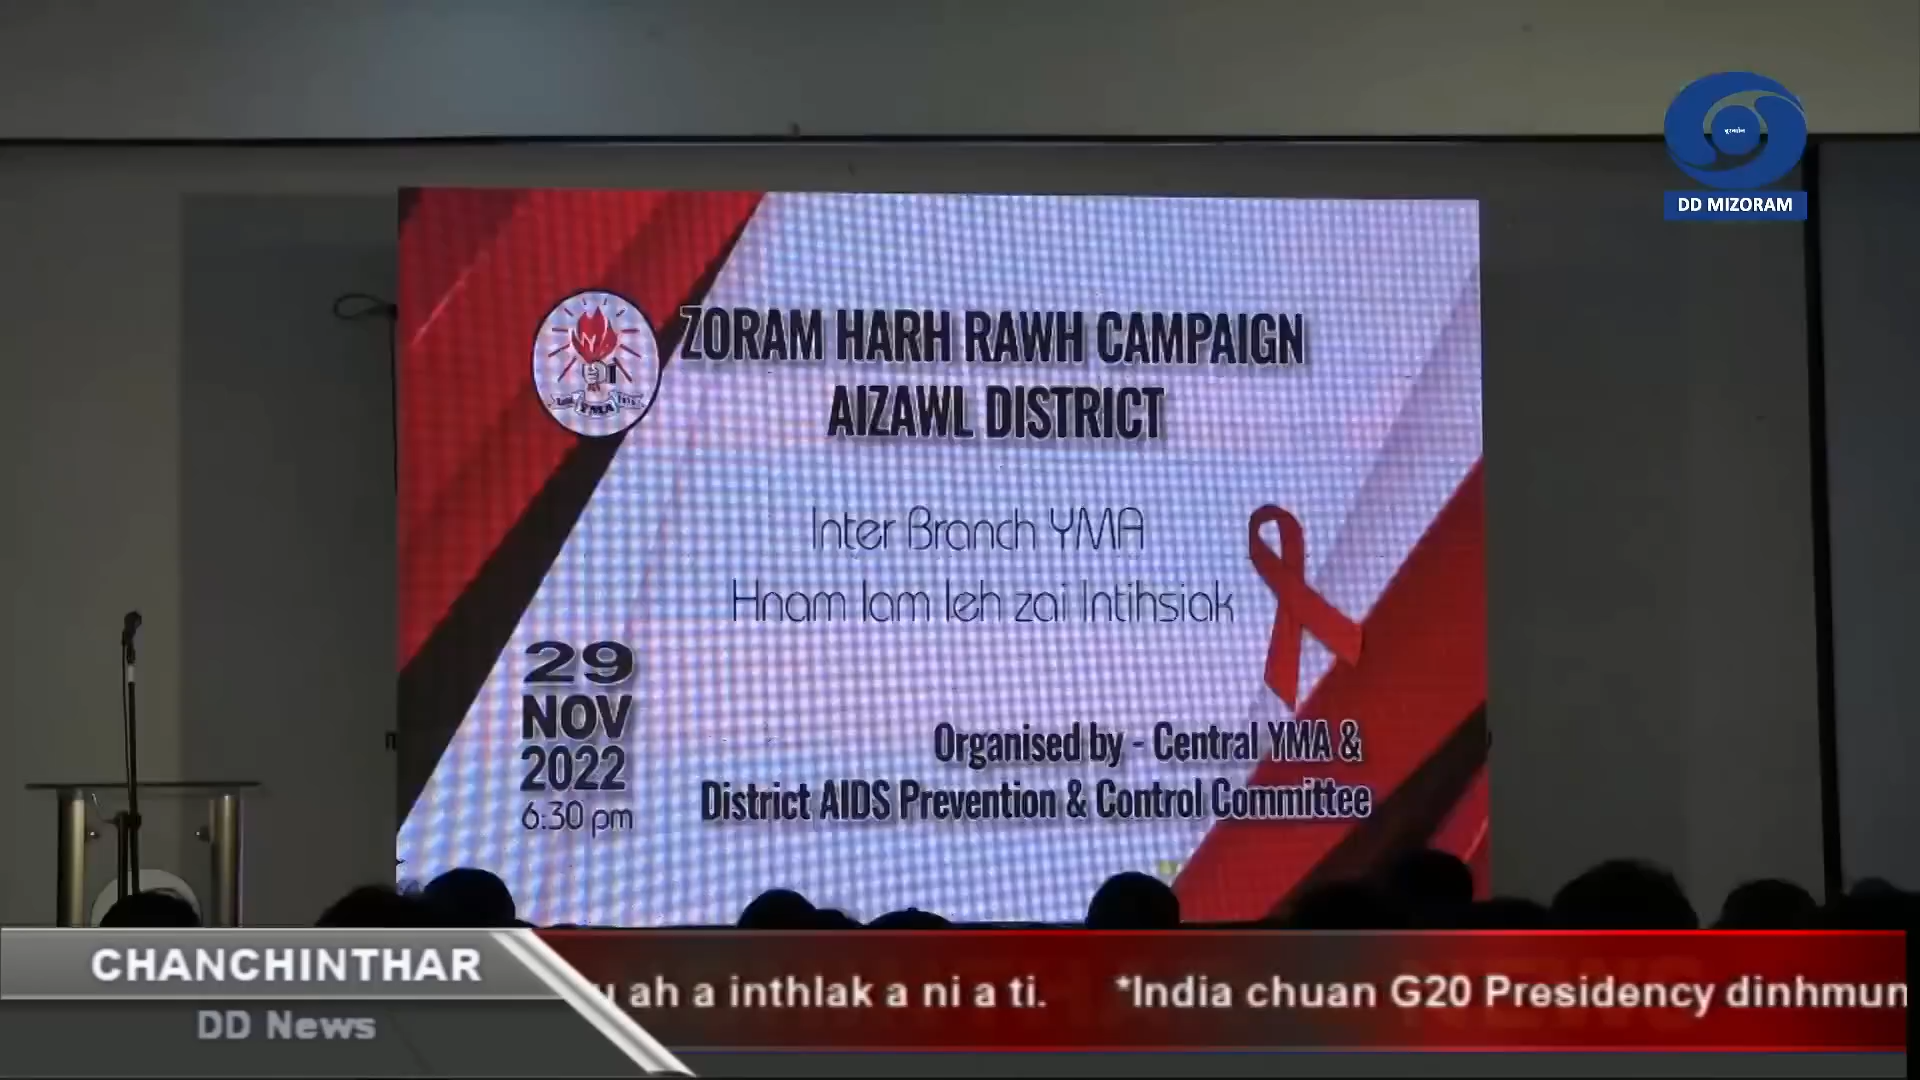 DD MIZORAM
ZORAM HARH RAWH CAMPAIGN
AIZAWL DISTRICT
Inter Branch YMA
Hnam lam leh zai Intihsiak
29
NOV
2022
6:30 pm
Organised by - Central YMA &
District AIDS Prevention & Control Committee
YMA
CHANCHINTHAR
DD News
ah a inthlak a ni a ti. *India chuan G20 Presidency dinhmun